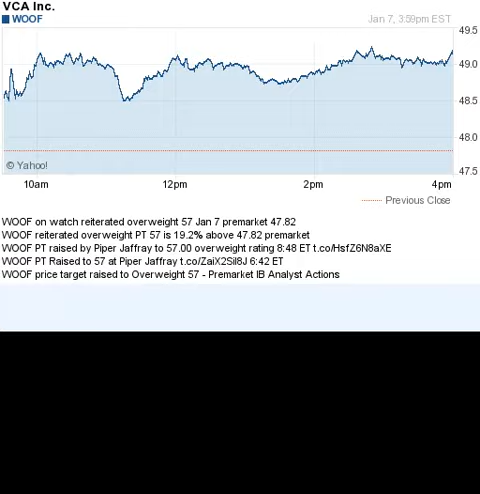 VCA Inc.
WOOF
Jan 7, 3:59pm EST
49.5
49.0
48.5
48.0
47.5
© Yahoo!
10am 12pm 2pm 4pm
Previous Close
WOOF on watch reiterated overweight 57 Jan 7 premarket 47.82
WOOF reiterated overweight PT 57 is 19.2% above 47.82 premarket
WOOF PT raised by Piper Jaffray to 57.00 overweight rating 8:48 ET t.co/HsfZ6N8aXE
WOOF PT Raised to 57 at Piper Jaffray t.co/ZaiX2Sil8J 6:42 ET
WOOF price target raised to Overweight 57 - Premarket IB Analyst Actions